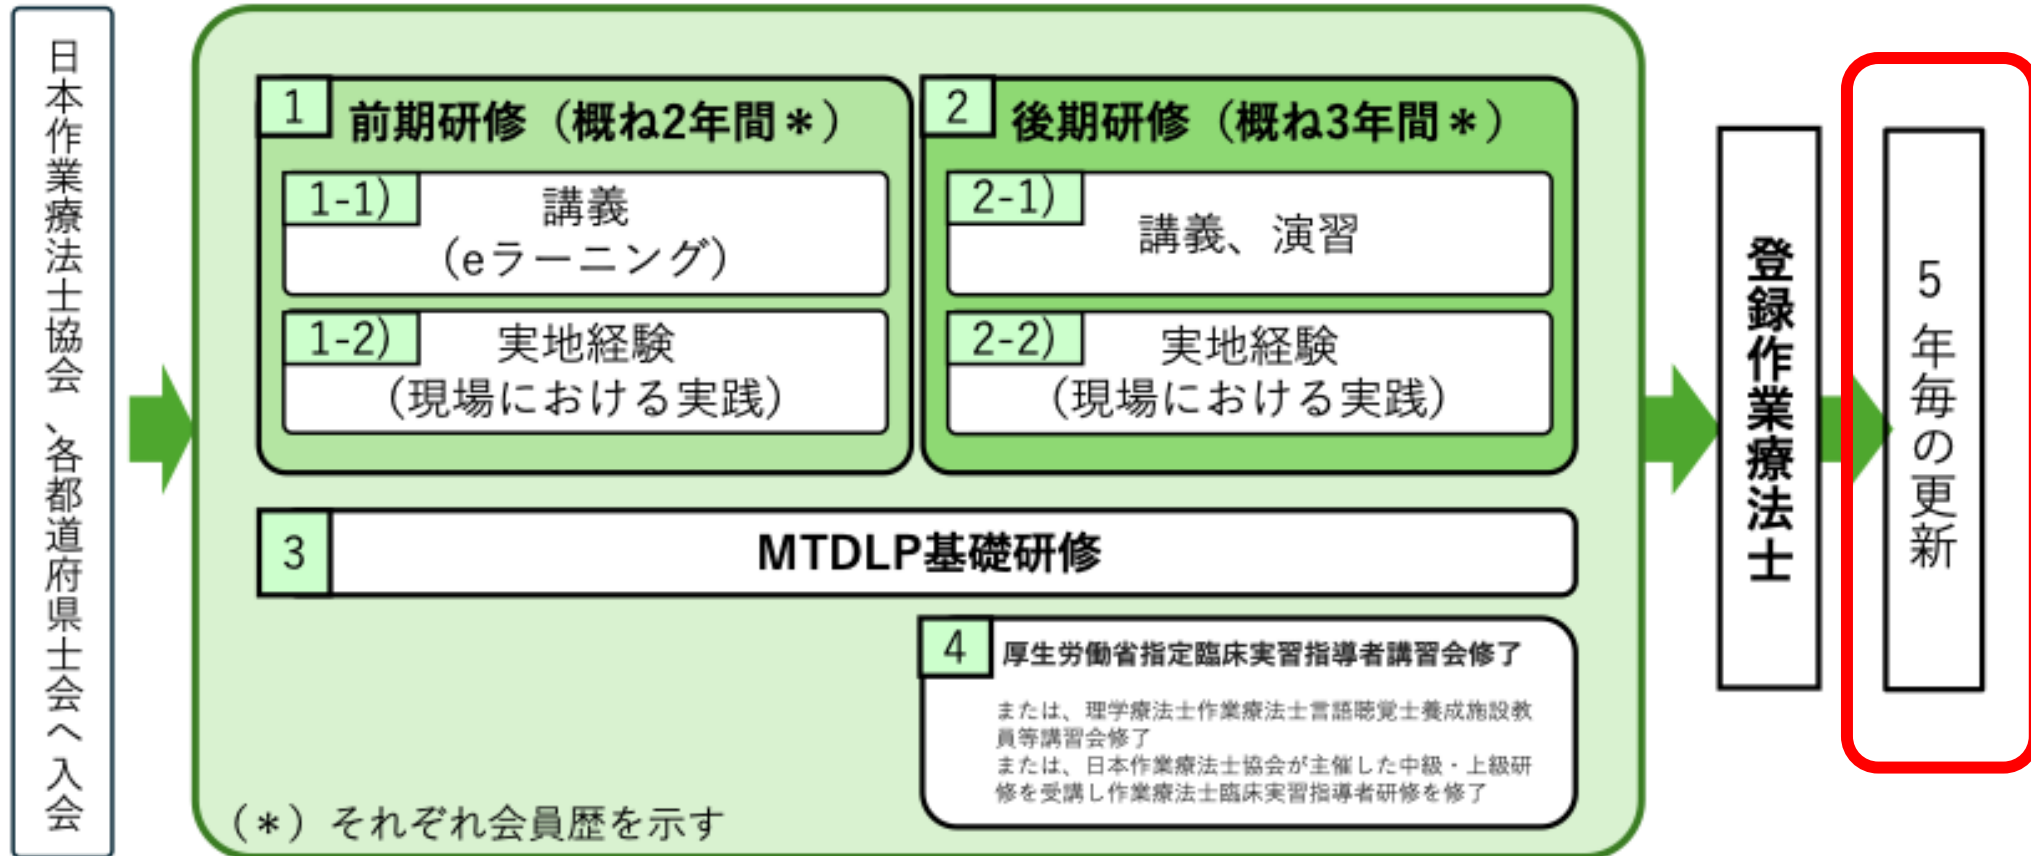 日本作業療法士協会、各都道府県士会へ入会
1
前期研修（概ね2年間＊）
1-1)
講義
（eラーニング）
1-2)
実地経験
（現場における実践）
2
後期研修（概ね3年間＊）
2-1)
講義、演習
2-2)
実地経験
（現場における実践）
3
MTDLP基礎研修
4
厚生労働省指定臨床実習指導者講習会修了
または、理学療法士作業療法士言語聴覚士養成施設教
員等講習会修了
または、日本作業療法士協会が主催した中級・上級研
修を受講し作業療法士臨床実習指導者研修を修了
（＊）それぞれ会員歴を示す
登録作業療法士
5年毎の更新